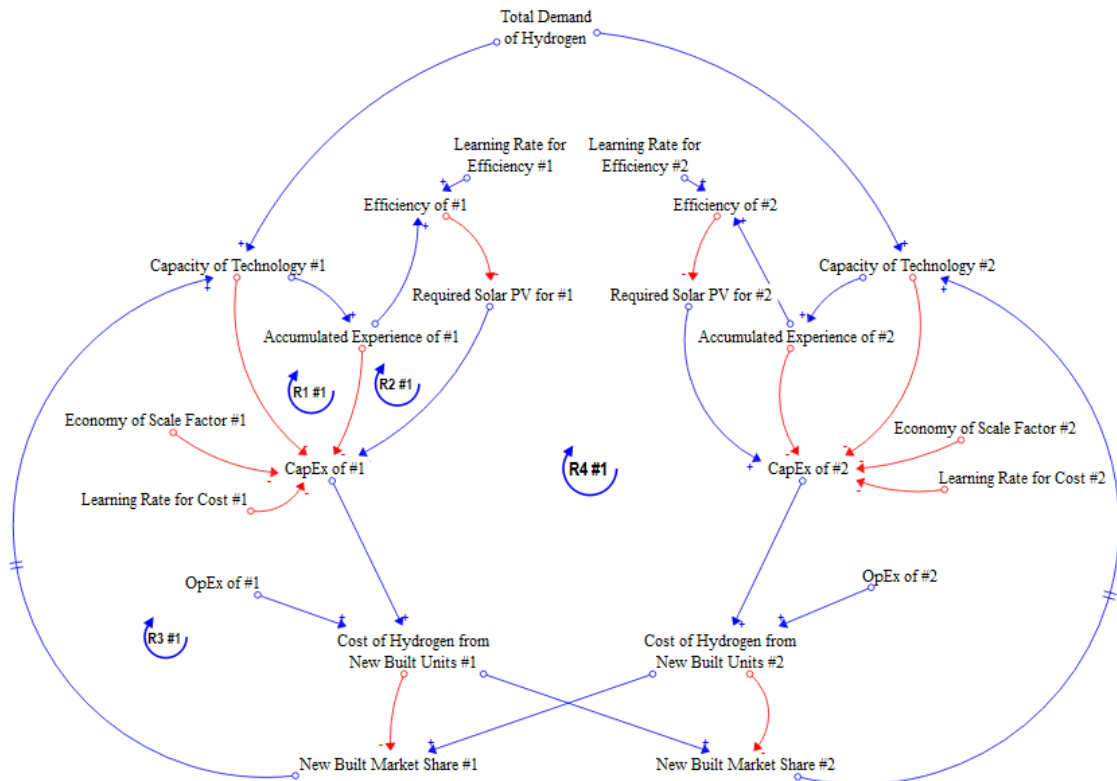 Total Demand
of Hydrogen
Learning Rate for
Efficiency #1
Learning Rate for
Efficiency #2
+
+
Efficiency of #1
Efficiency of #2
+
+
+
+
Capacity of Technology #1
Capacity of Technology #2
-
-
+
+
Required Solar PV for #1
Required Solar PV for #2
+
+
Accumulated Experience of #1
Accumulated Experience of #2
R1 #1
R2 #1
Economy of Scale Factor #1
Economy of Scale Factor #2
-
-
-
-
-
CapEx of #1
R4 #1
+
CapEx of #2
-
-
-
Learning Rate for Cost #2
Learning Rate for Cost #1
OpEx of #1
OpEx of #2
+
+
+
+
R3 #1
Cost of Hydrogen from
New Built Units #1
Cost of Hydrogen from
New Built Units #2
-
+
+
-
New Built Market Share #1
New Built Market Share #2